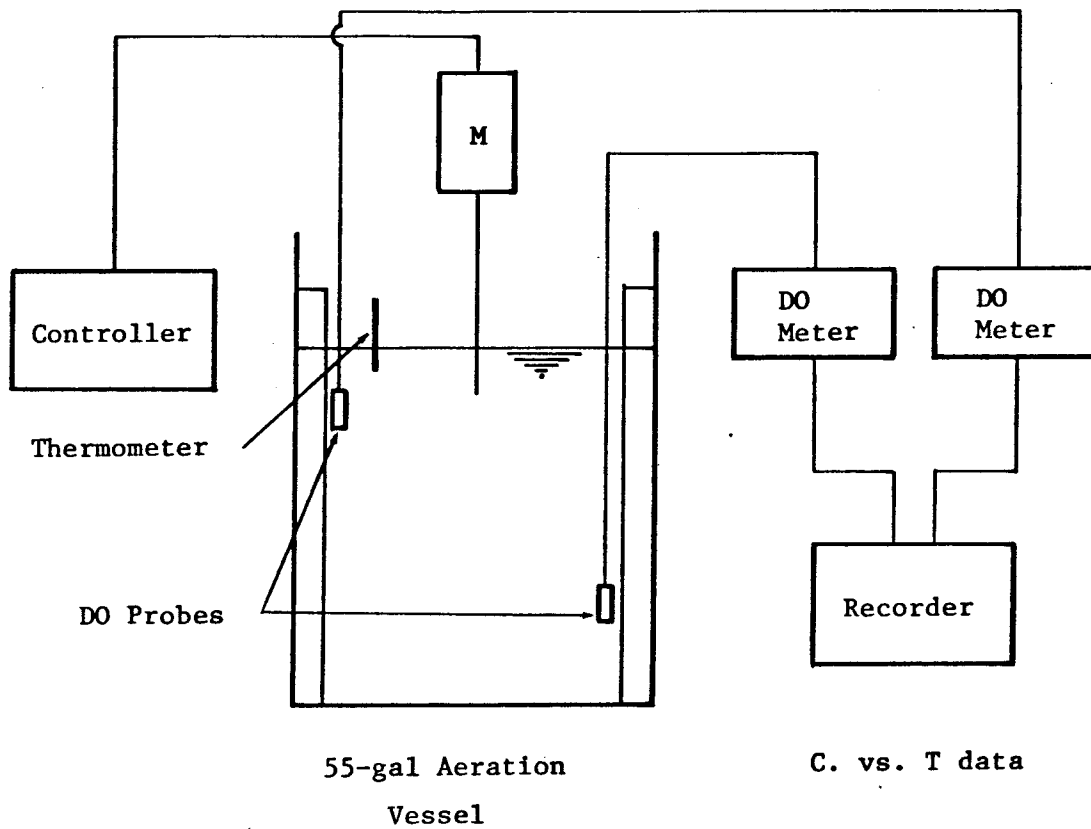 M
Controller
DO
Meter
DO
Meter
Thermometer
DO Probes
Recorder
55-gal Aeration
Vessel
C. vs. T data